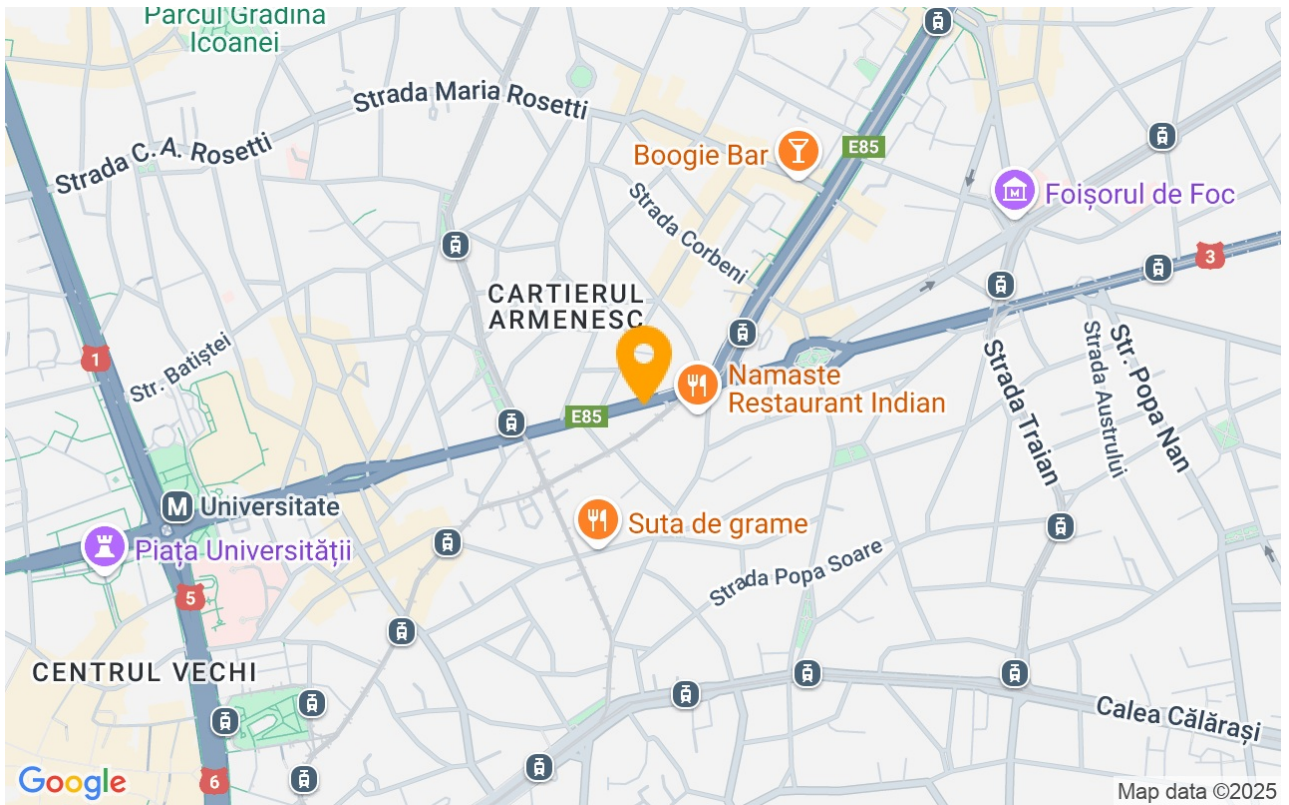 Parcul Grădina
Icoanei
Strada Maria Rosetti
Strada C. A. Rosetti
Boogie Bar
E85
Foișorul de Foc
Strada Corbeni
3
CARTIERUL
ARMENESC
1
Str. Batiștei
Namaste
Restaurant Indian
E85
Strada Traian
Strada Austrului
Str. Popa Nan
M Universitate
Suta de grame
Piața Universității
Strada Popa Soare
5
CENTRUL VECHI
Calea Călărași
6
Google
Map data ©2025